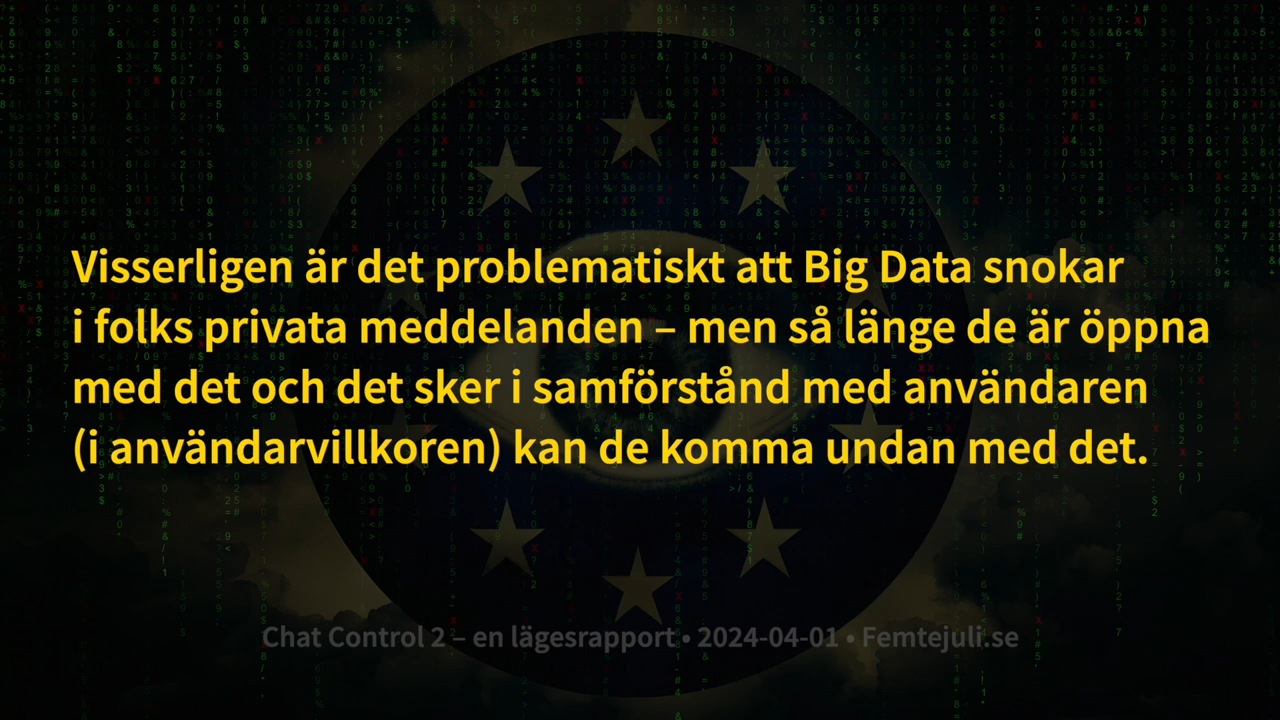 Visserligen är det problematiskt att Big Data snokar
i folks privata meddelanden – men så länge de är öppna
med det och det sker i samförstånd med användaren
(i användarvillkoren) kan de komma undan med det.
Chat Control 2 – en lägesrapport • 2024-04-01 • Femtejuli.se